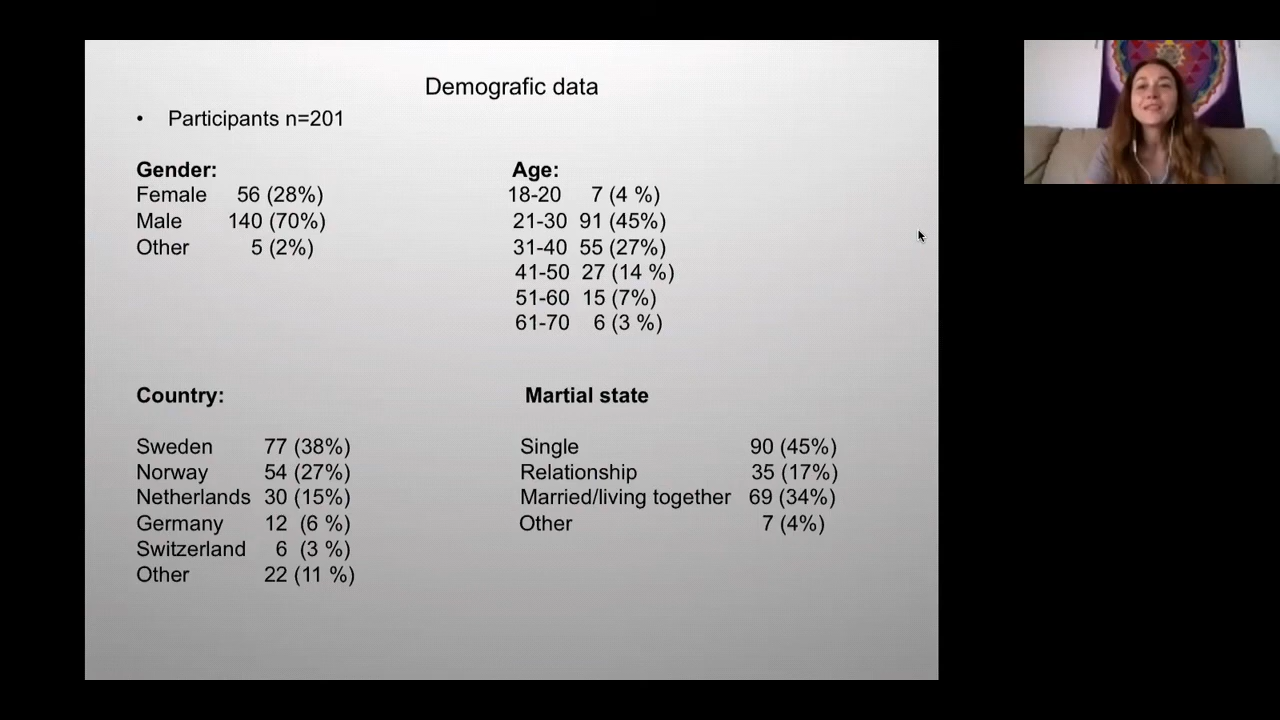 Demografic data
• Participants n=201
Gender:
Female 56 (28%)
Male 140 (70%)
Other 5 (2%)
Age:
18-20 7 (4 %)
21-30 91 (45%)
31-40 55 (27%)
41-50 27 (14 %)
51-60 15 (7%)
61-70 6 (3 %)
Country:
Sweden 77 (38%)
Norway 54 (27%)
Netherlands 30 (15%)
Germany 12 (6 %)
Switzerland 6 (3 %)
Other 22 (11 %)
Martial state
Single 90 (45%)
Relationship 35 (17%)
Married/living together 69 (34%)
Other 7 (4%)